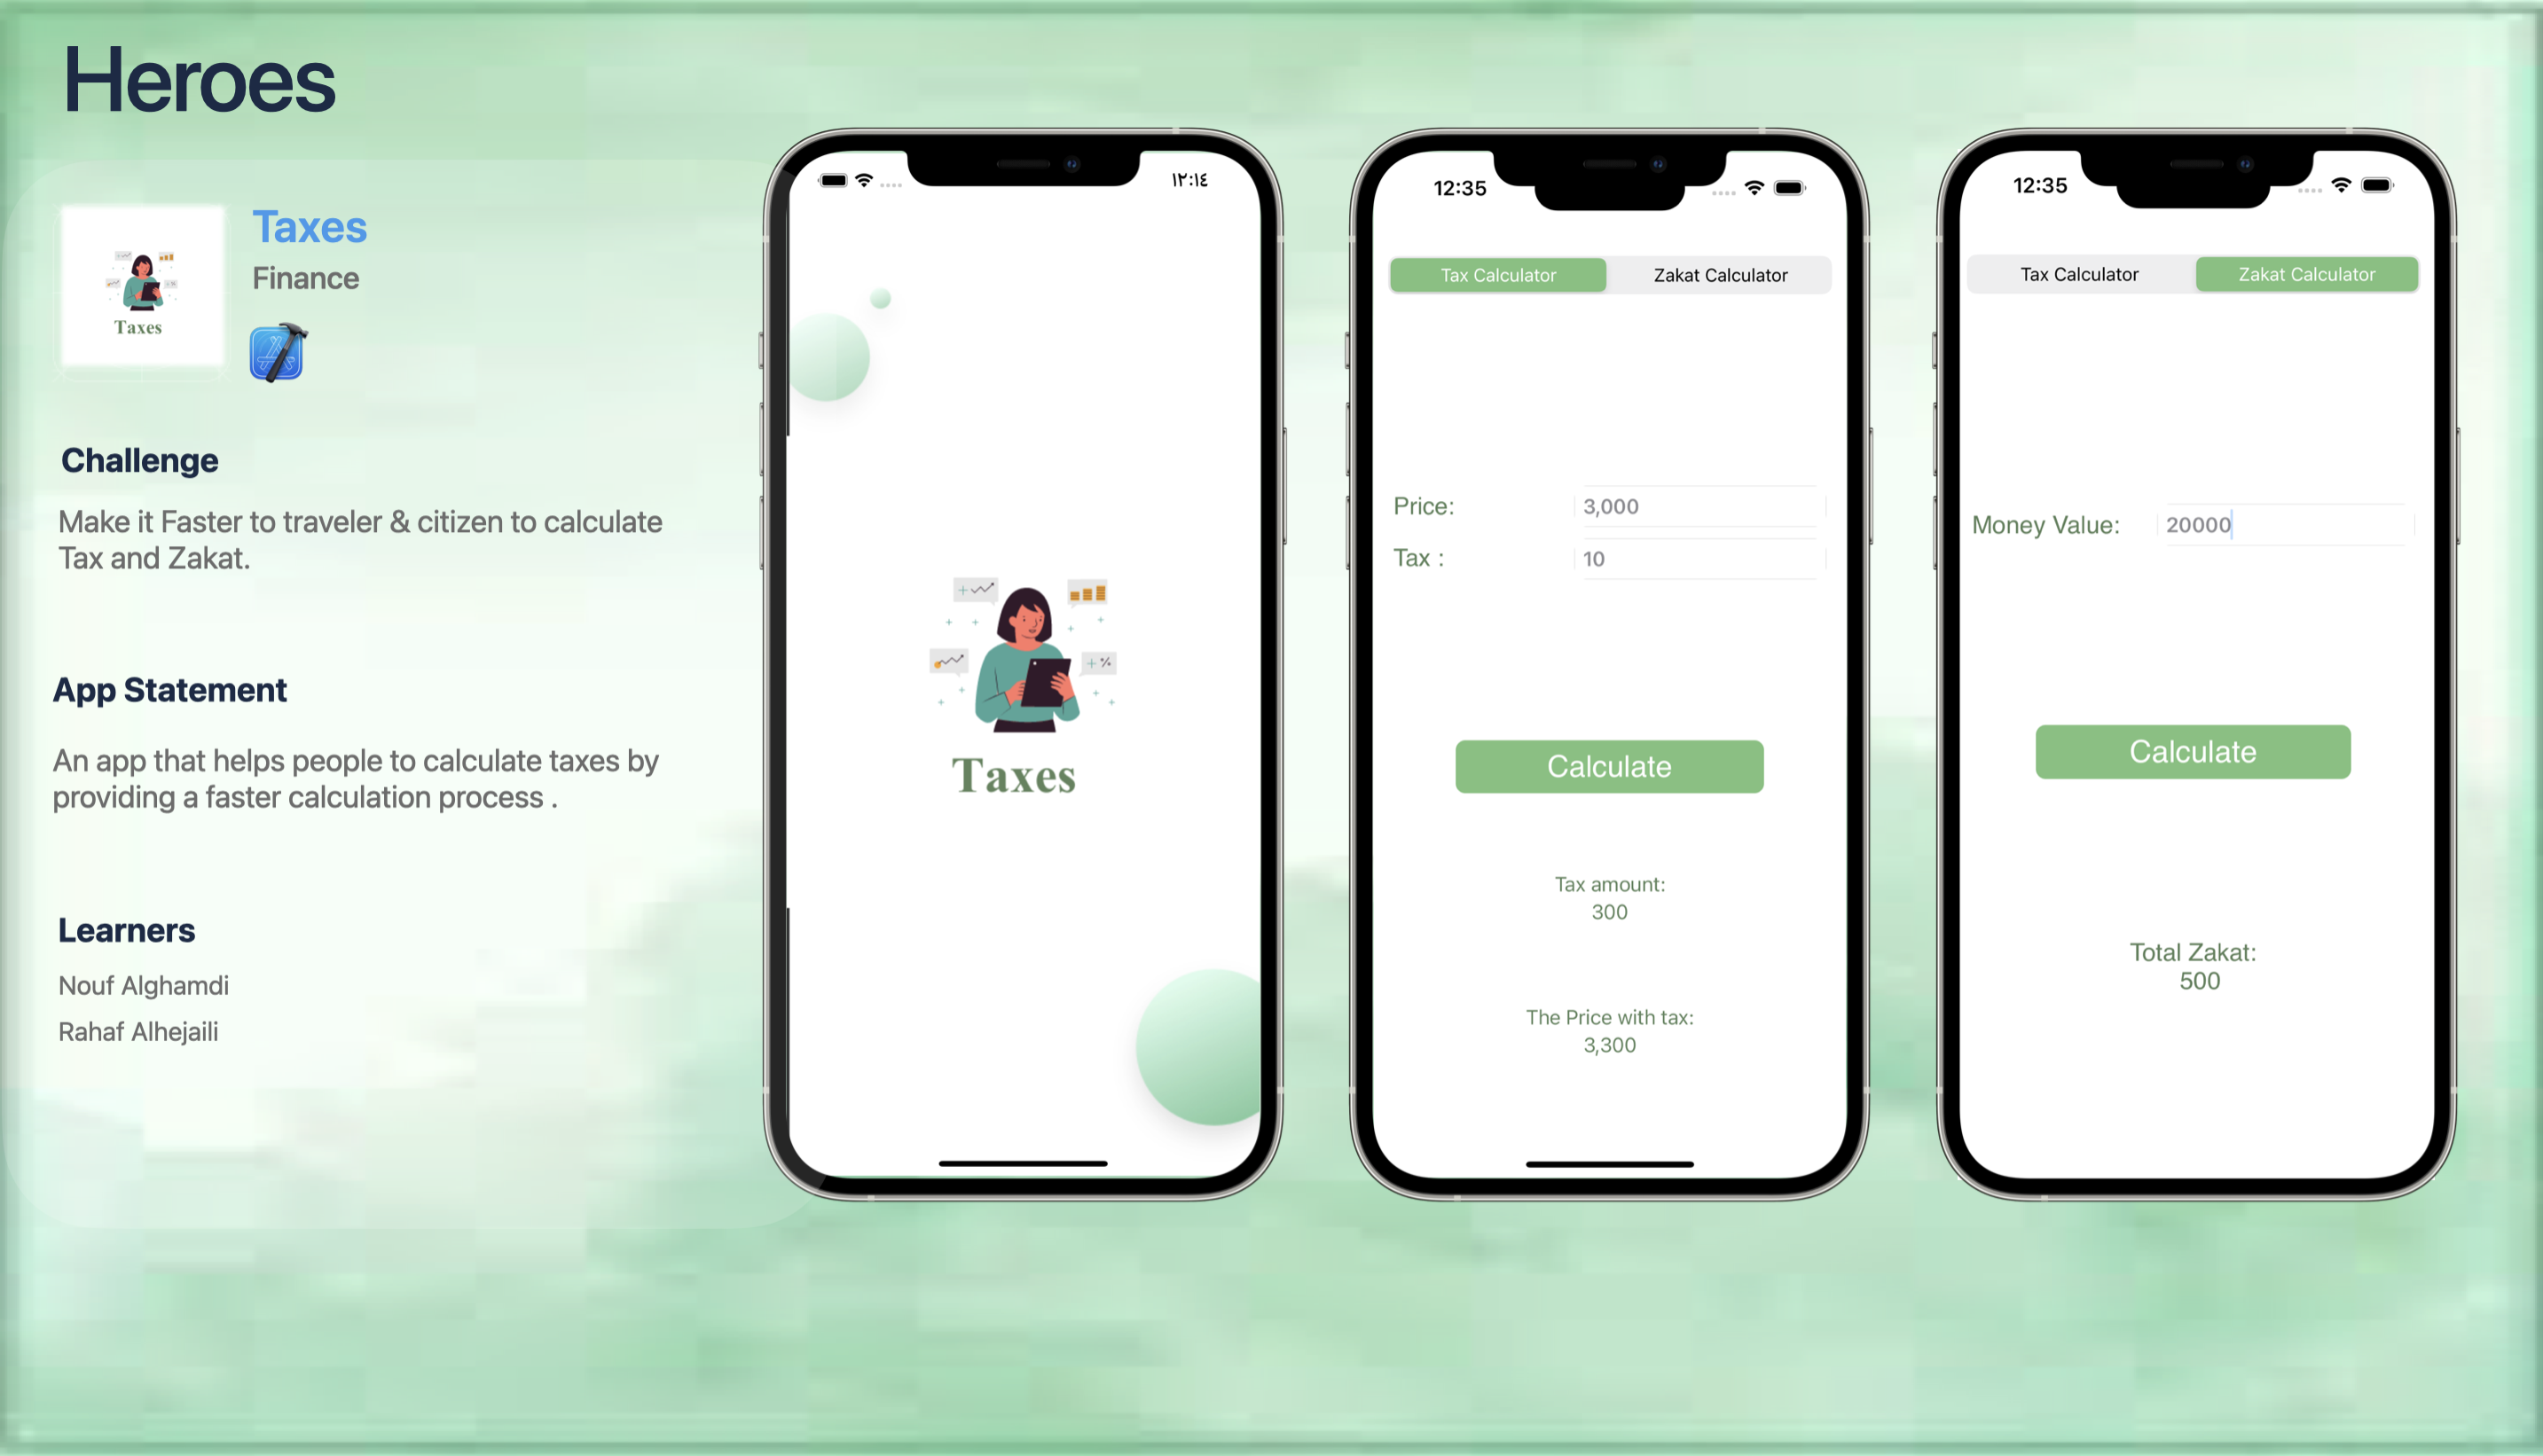 Heroes
Taxes
Taxes
Finance
Challenge
Make it Faster to traveler & citizen to calculate
Tax and Zakat.
App Statement
An app that helps people to calculate taxes by
providing a faster calculation process .
Learners
Nouf Alghamdi
Rahaf Alhejaili
١٢:١٤
Taxes
12:35
Tax Calculator
Zakat Calculator
Price: 3,000
Tax : 10
Calculate
Tax amount:
300
The Price with tax:
3,300
12:35
Tax Calculator
Zakat Calculator
Money Value: 20000
Calculate
Total Zakat:
500